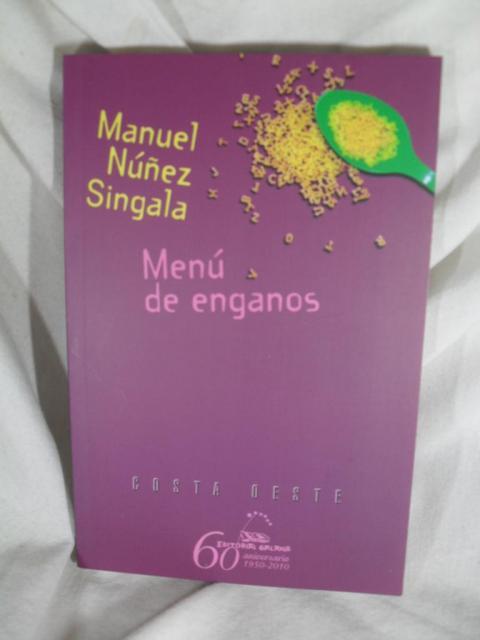 Manuel
Núñez
Singala
Menú
de enganos
COSTA OESTE
EDITORIAL GALAXIA
60 aniversario
1950-2010